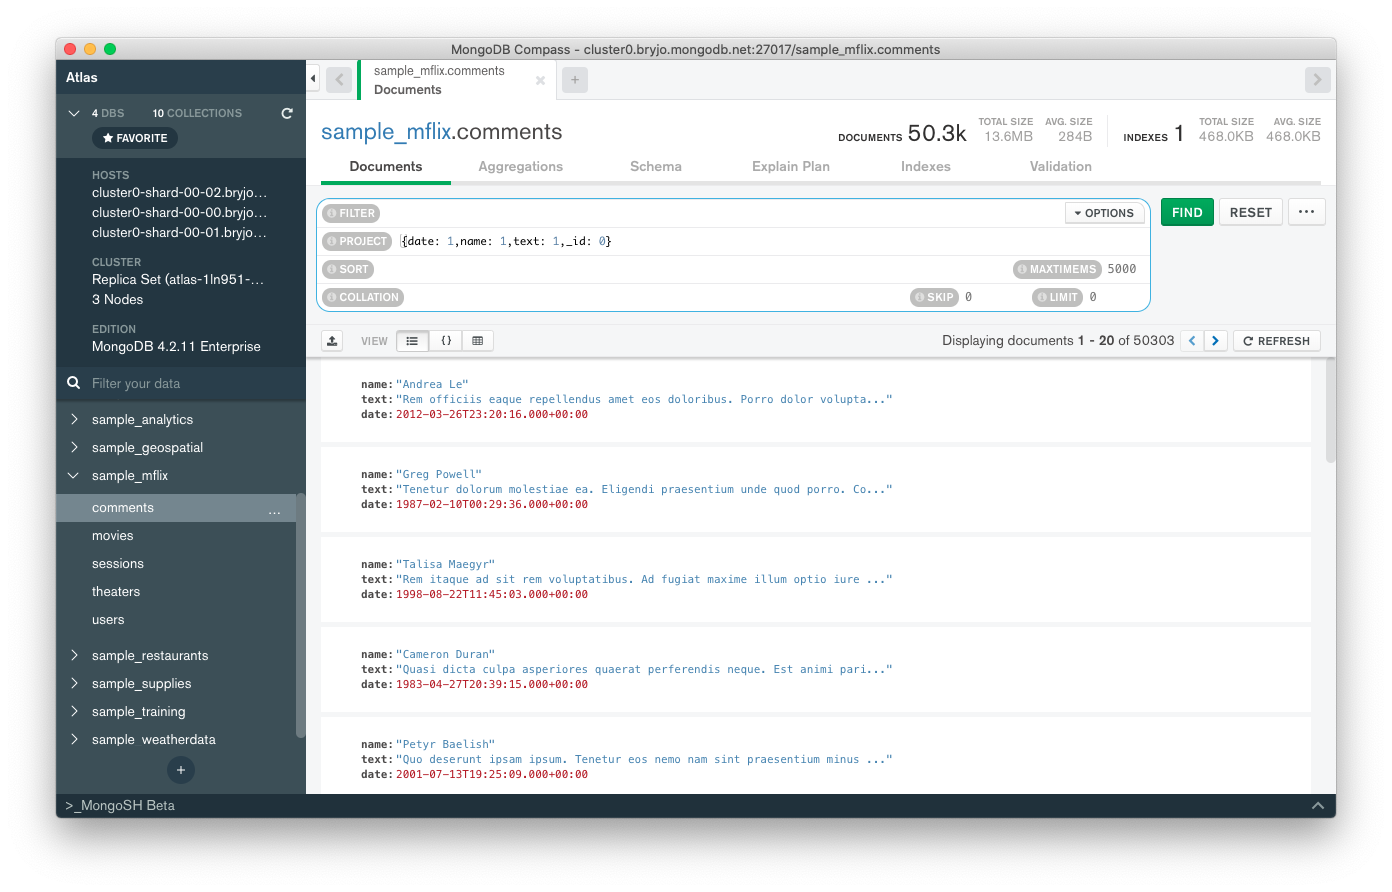 MongoDB Compass - cluster0.bryjo.mongodb.net:27017/sample_mflix.comments
Atlas
4 DBS 10 COLLECTIONS
FAVORITE
HOSTS
cluster0-shard-00-02.bryjo...
cluster0-shard-00-00.bryjo...
cluster0-shard-00-01.bryjo...
CLUSTER
Replica Set (atlas-1ln951-...
3 Nodes
EDITION
MongoDB 4.2.11 Enterprise
Filter your data
sample_analytics
sample_geospatial
sample_mflix
comments ...
movies
sessions
theaters
users
sample_restaurants
sample_supplies
sample_training
sample_weatherdata
+
sample_mflix.comments
Documents
+
sample_mflix.comments
DOCUMENTS 50.3k
TOTAL SIZE
13.6MB
AVG. SIZE
284B
INDEXES 1
TOTAL SIZE
468.0KB
AVG. SIZE
468.0KB
Documents Aggregations Schema Explain Plan Indexes Validation
FILTER OPTIONS
FIND RESET ...
PROJECT {date: 1,name: 1,text: 1,_id: 0}
SORT MAXTIMEMS 5000
COLLATION SKIP 0 LIMIT 0
VIEW {} Displaying documents 1 - 20 of 50303 REFRESH
name: "Andrea Le"
text: "Rem officiis eaque repellendus amet eos doloribus. Porro dolor volupta..."
date: 2012-03-26T23:20:16.000+00:00
name: "Greg Powell"
text: "Tenetur dolorum molestiae ea. Eligendi praesentium unde quod porro. Co..."
date: 1987-02-10T00:29:36.000+00:00
name: "Talisa Maegyr"
text: "Rem itaque ad sit rem voluptatibus. Ad fugiat maxime illum optio iure ..."
date: 1998-08-22T11:45:03.000+00:00
name: "Cameron Duran"
text: "Quasi dicta culpa asperiores quaerat perferendis neque. Est animi pari..."
date: 1983-04-27T20:39:15.000+00:00
name: "Petyr Baelish"
text: "Quo deserunt ipsam ipsum. Tenetur eos nemo nam sint praesentium minus ..."
date: 2001-07-13T19:25:09.000+00:00
>_MongoSH Beta